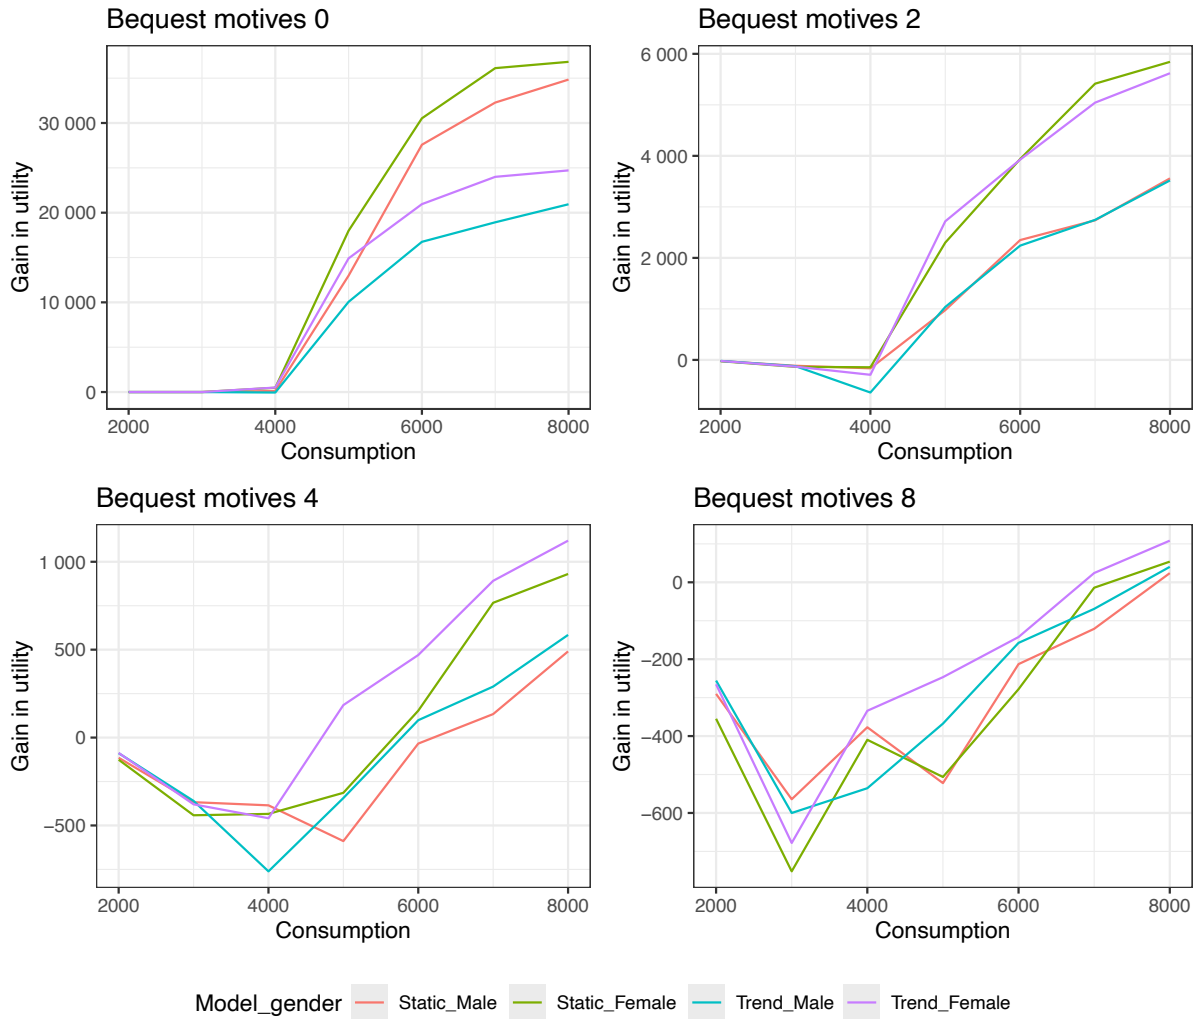 Bequest motives 0
Gain in utility
30 000
20 000
10 000
0
2000 4000 6000 8000
Consumption
Bequest motives 2
Gain in utility
6 000
4 000
2 000
0
2000 4000 6000 8000
Consumption
Bequest motives 4
Gain in utility
1 000
500
0
−500
2000 4000 6000 8000
Consumption
Bequest motives 8
Gain in utility
0
−200
−400
−600
2000 4000 6000 8000
Consumption
Model_gender Static_Male Static_Female Trend_Male Trend_Female